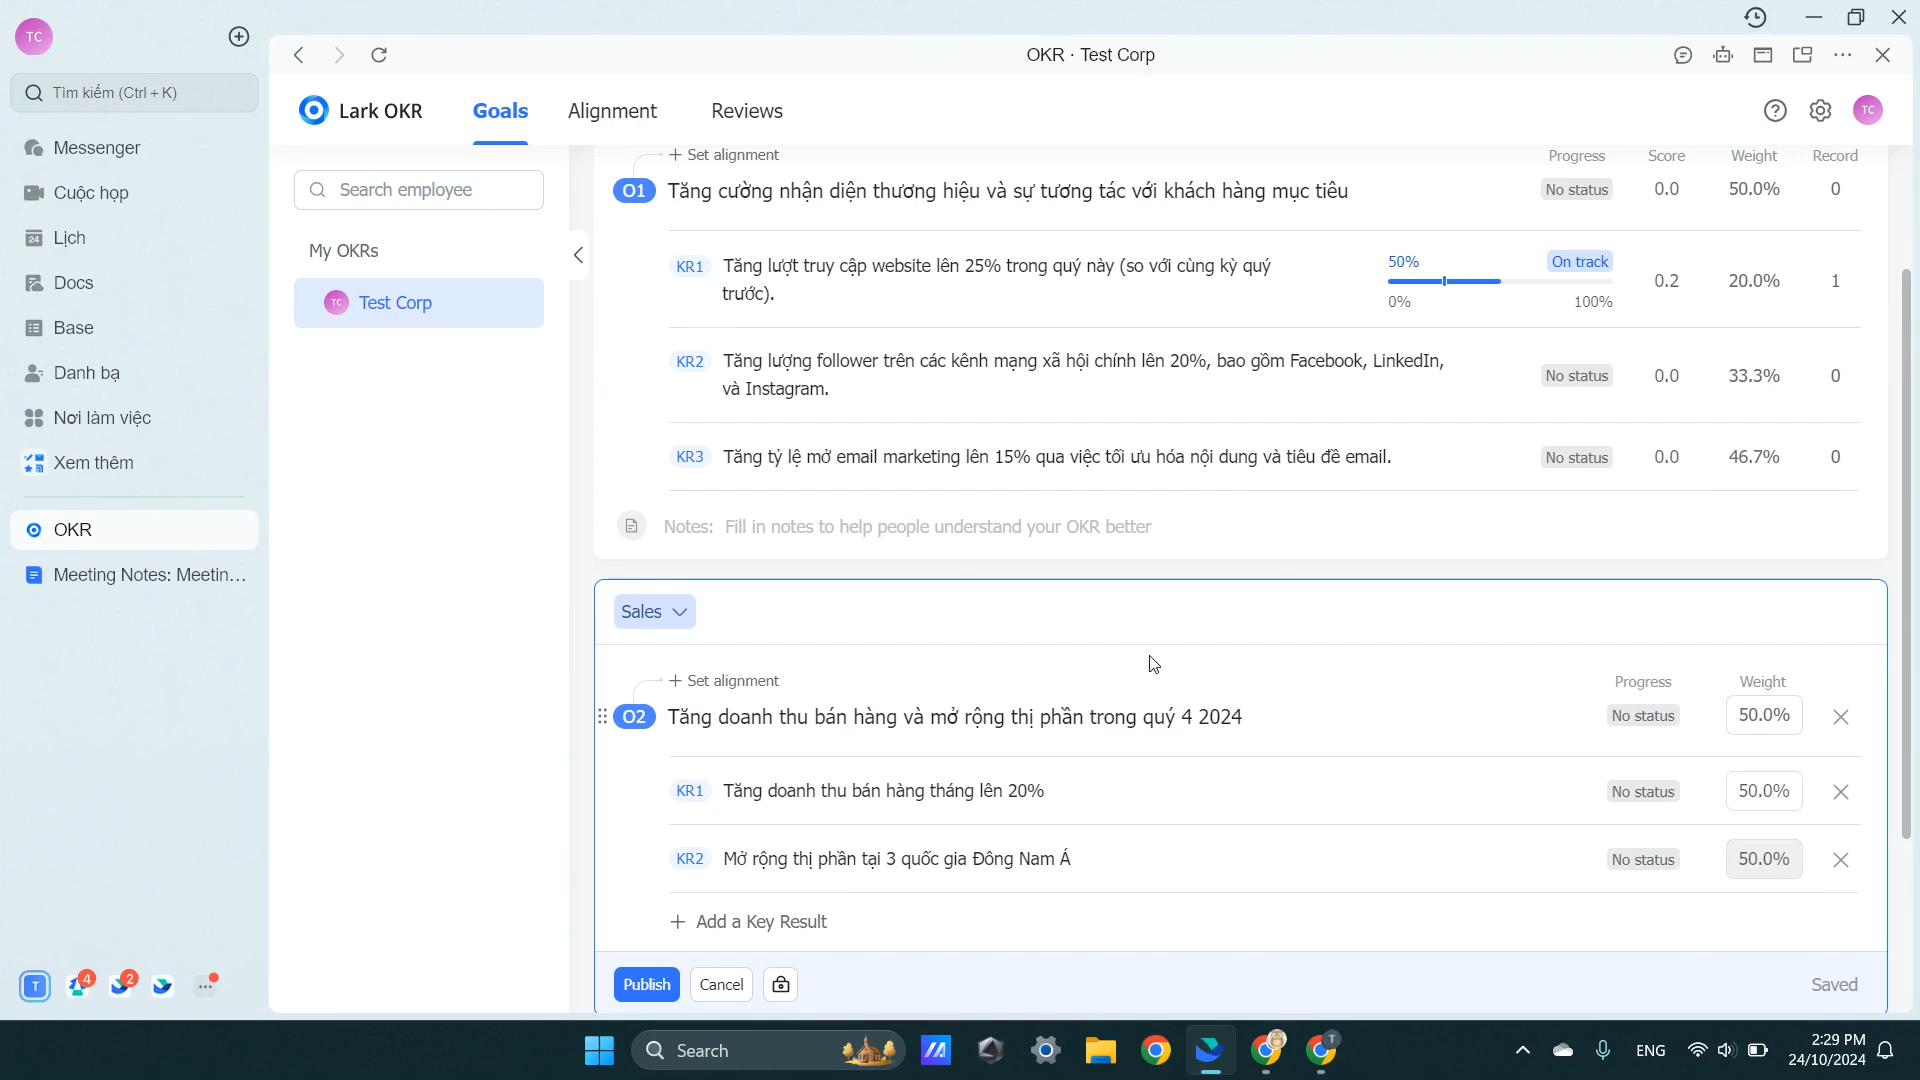 TC
Tìm kiếm (Ctrl + K)
Messenger
Cuộc họp
24
Lịch
Docs
Base
Danh bạ
Nơi làm việc
Xem thêm
OKR
Meeting Notes: Meetin...
T
4
2
OKR · Test Corp
Lark OKR
Goals
Alignment
Reviews
TC
Search employee
My OKRs
TC Test Corp
+ Set alignment
Progress Score Weight Record
O1 Tăng cường nhận diện thương hiệu và sự tương tác với khách hàng mục tiêu No status 0.0 50.0% 0
KR1 Tăng lượt truy cập website lên 25% trong quý này (so với cùng kỳ quý
trước).
50% On track
0% 100%
0.2 20.0% 1
KR2 Tăng lượng follower trên các kênh mạng xã hội chính lên 20%, bao gồm Facebook, LinkedIn,
và Instagram.
No status 0.0 33.3% 0
KR3 Tăng tỷ lệ mở email marketing lên 15% qua việc tối ưu hóa nội dung và tiêu đề email. No status 0.0 46.7% 0
Notes: Fill in notes to help people understand your OKR better
Sales
+ Set alignment
Progress Weight
O2 Tăng doanh thu bán hàng và mở rộng thị phần trong quý 4 2024 No status 50.0%
KR1 Tăng doanh thu bán hàng tháng lên 20% No status 50.0%
KR2 Mở rộng thị phần tại 3 quốc gia Đông Nam Á No status 50.0%
+ Add a Key Result
Publish Cancel Saved
Search
T
ENG
2:29 PM
24/10/2024